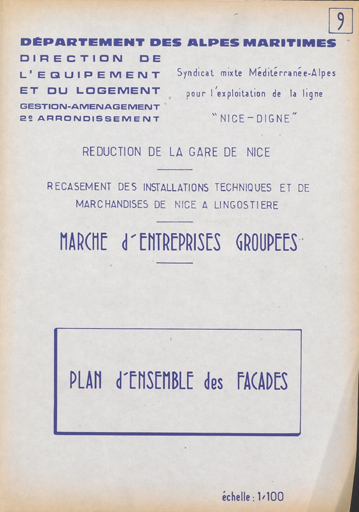 9
DÉPARTEMENT DES ALPES MARITIMES
DIRECTION DE
L'EQUIPEMENT
ET DU LOGEMENT
GESTION-AMENAGEMENT
2e ARRONDISSEMENT
Syndicat mixte Méditérranée-Alpes
pour l'exploitation de la ligne
"NICE-DIGNE"
REDUCTION DE LA GARE DE NICE
RECASEMENT DES INSTALLATIONS TECHNIQUES ET DE
MARCHANDISES DE NICE A LINGOSTIERE
MARCHE d'ENTREPRISES GROUPEES
PLAN d'ENSEMBLE des FACADES
échelle : 1/100